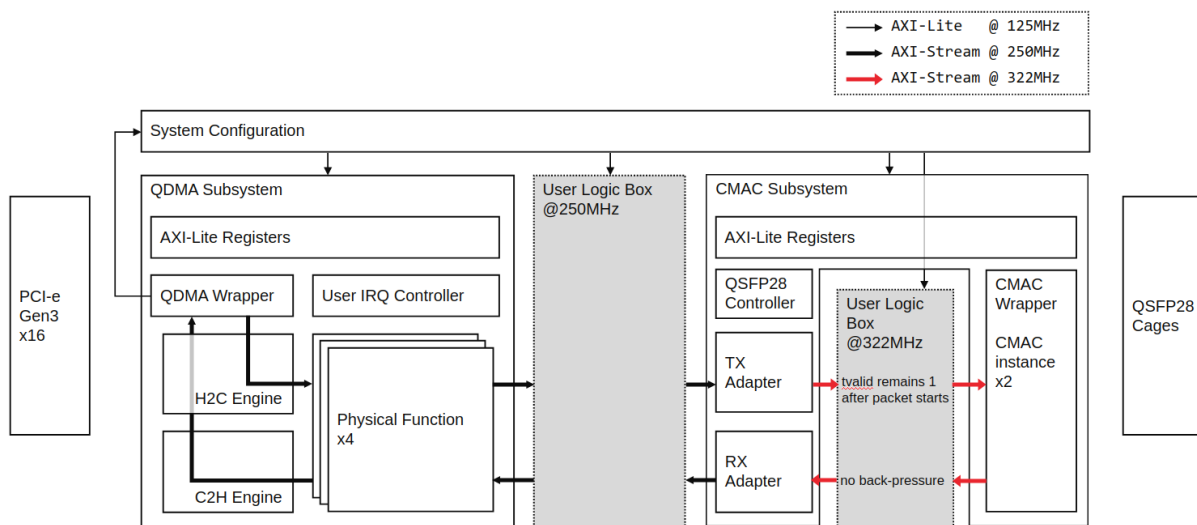 AXI-Lite @ 125MHz
AXI-Stream @ 250MHz
AXI-Stream @ 322MHz
System Configuration
PCI-e
Gen3
x16
QDMA Subsystem
AXI-Lite Registers
QDMA Wrapper
User IRQ Controller
H2C Engine
C2H Engine
Physical Function
x4
User Logic Box
@250MHz
CMAC Subsystem
AXI-Lite Registers
QSFP28
Controller
TX
Adapter
RX
Adapter
User Logic
Box
@322MHz
tvalid remains 1
after packet starts
no back-pressure
CMAC
Wrapper
CMAC
instance
x2
QSFP28
Cages